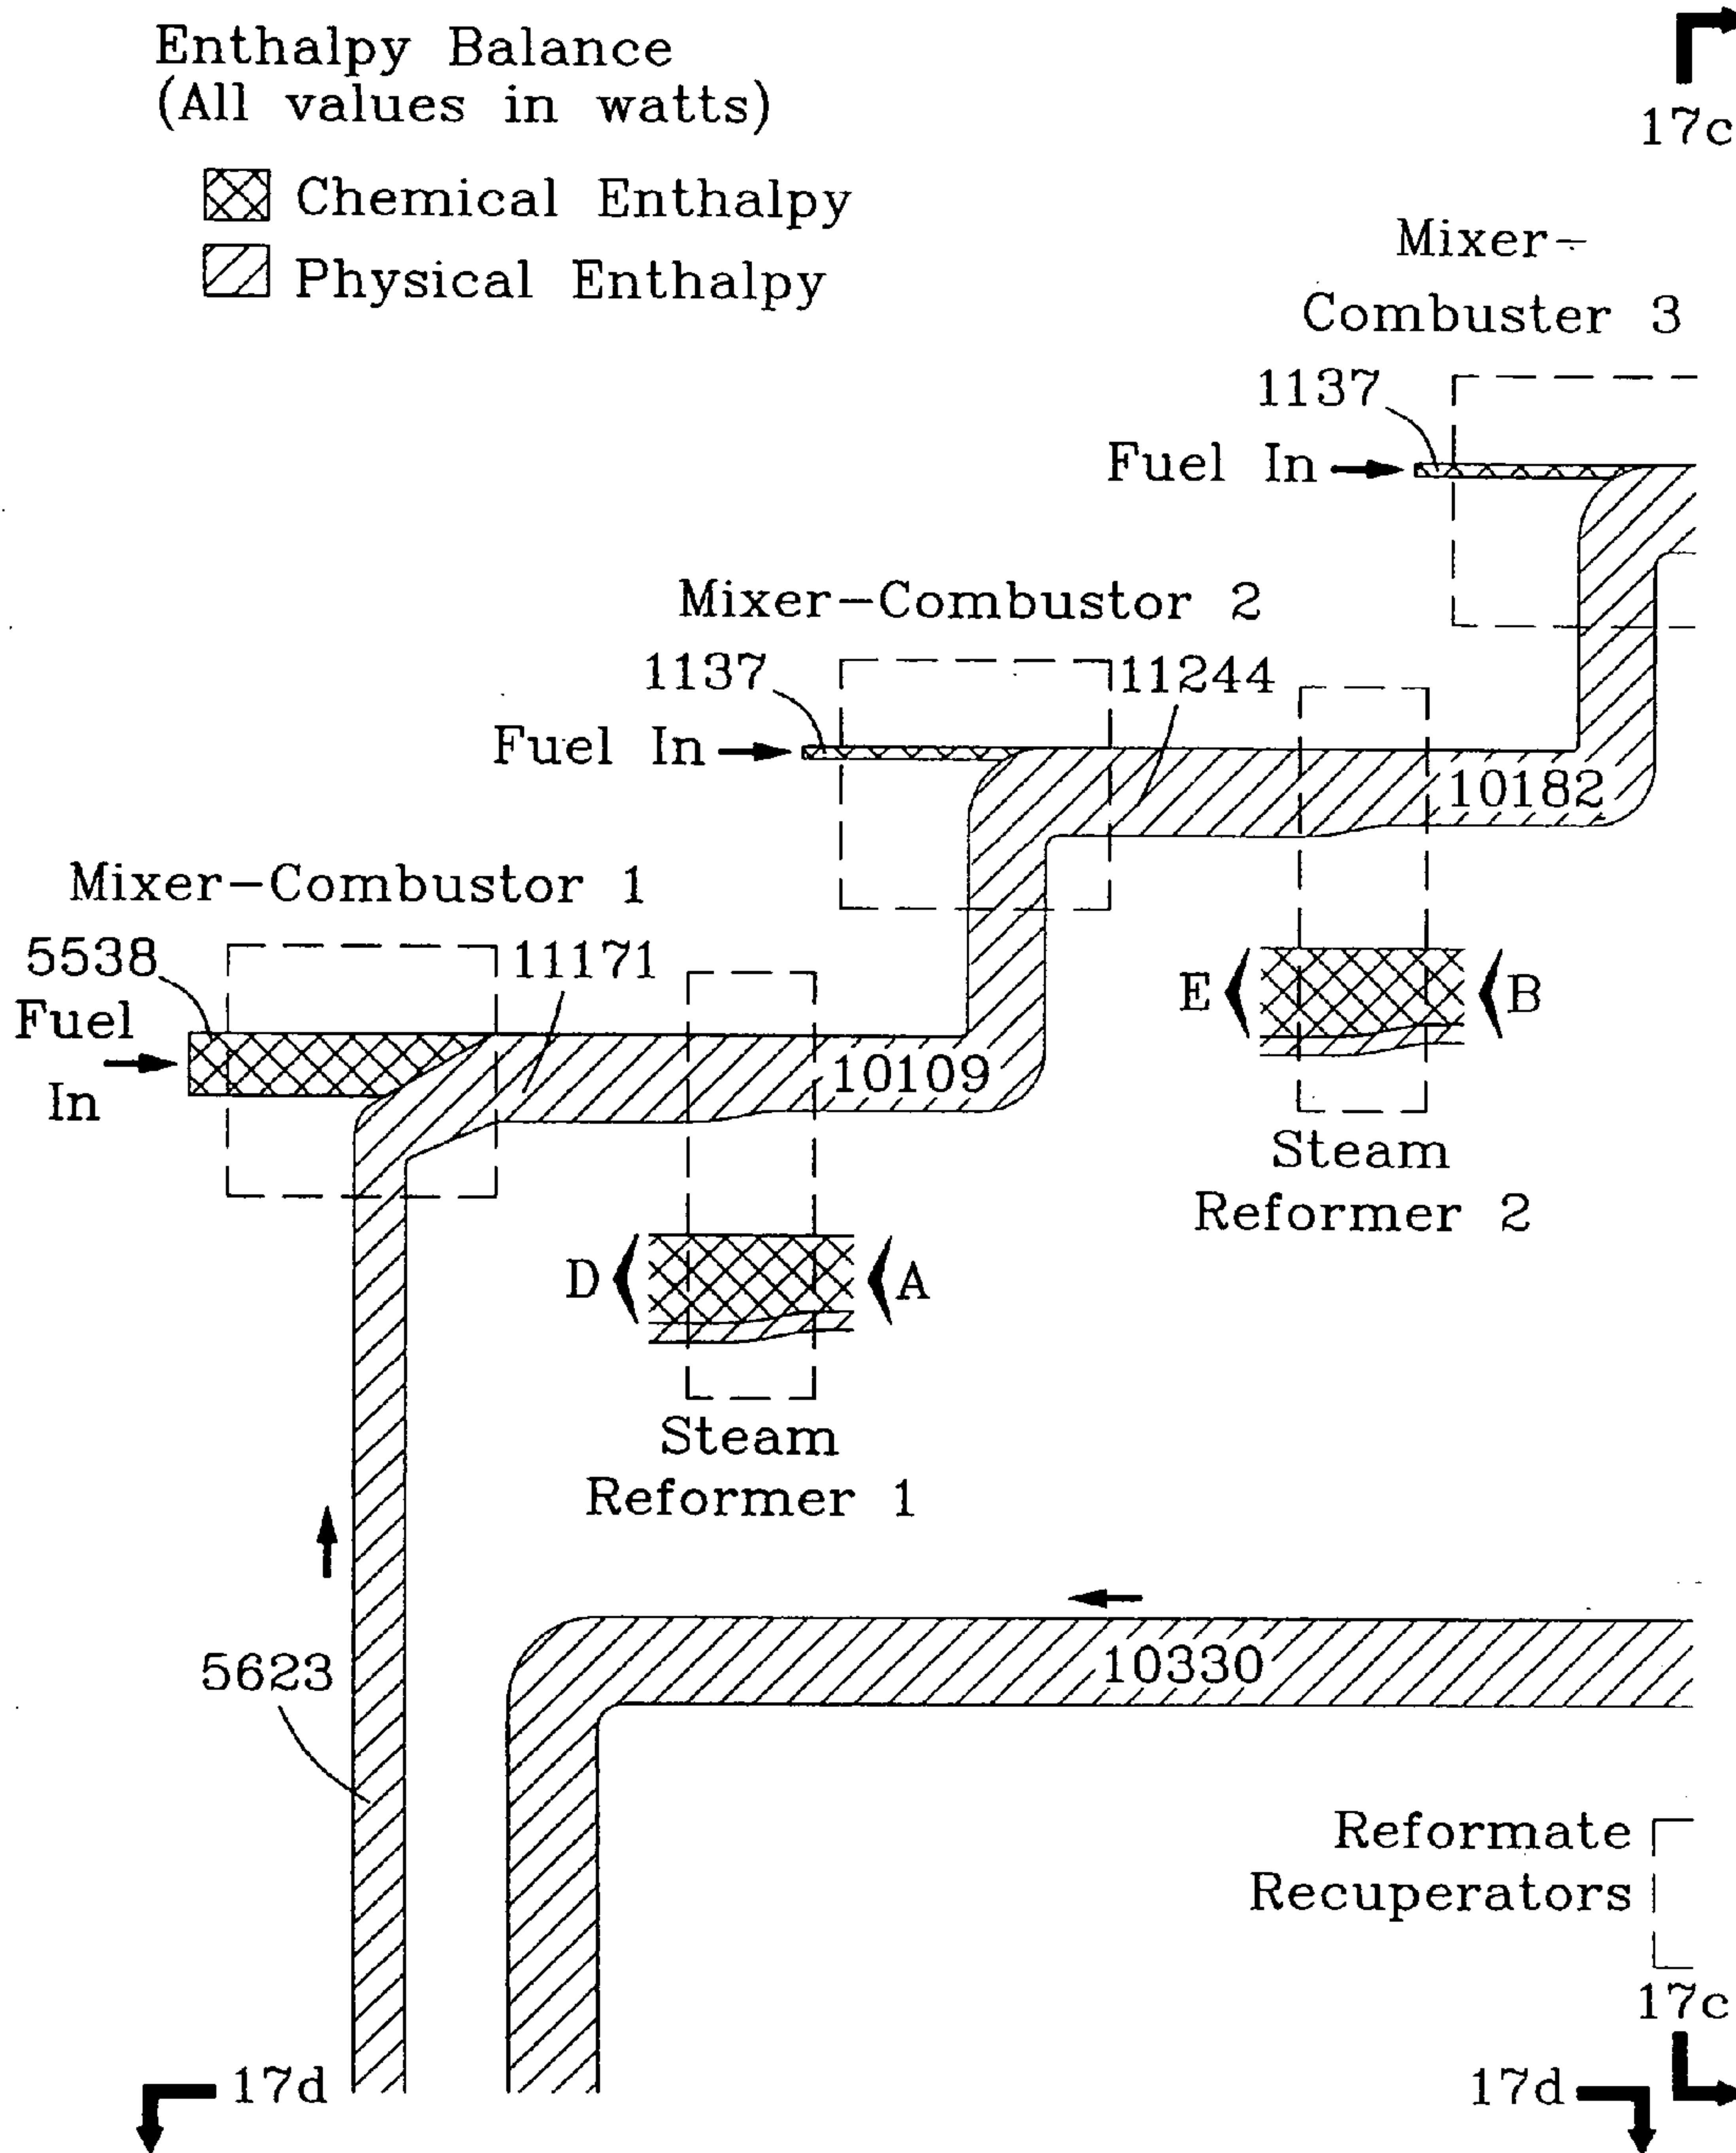 Enthalpy Balance
(All values in watts)
Chemical Enthalpy
Physical Enthalpy
17c
Mixer-
Combuster 3
1137
Fuel In
Mixer-Combustor 2
1137
11244
Fuel In
10182
Mixer-Combustor 1
5538
11171
Fuel
In
10109
E
B
Steam
Reformer 2
D
A
Steam
Reformer 1
10330
5623
Reformate
Recuperators
17c
17d
17d